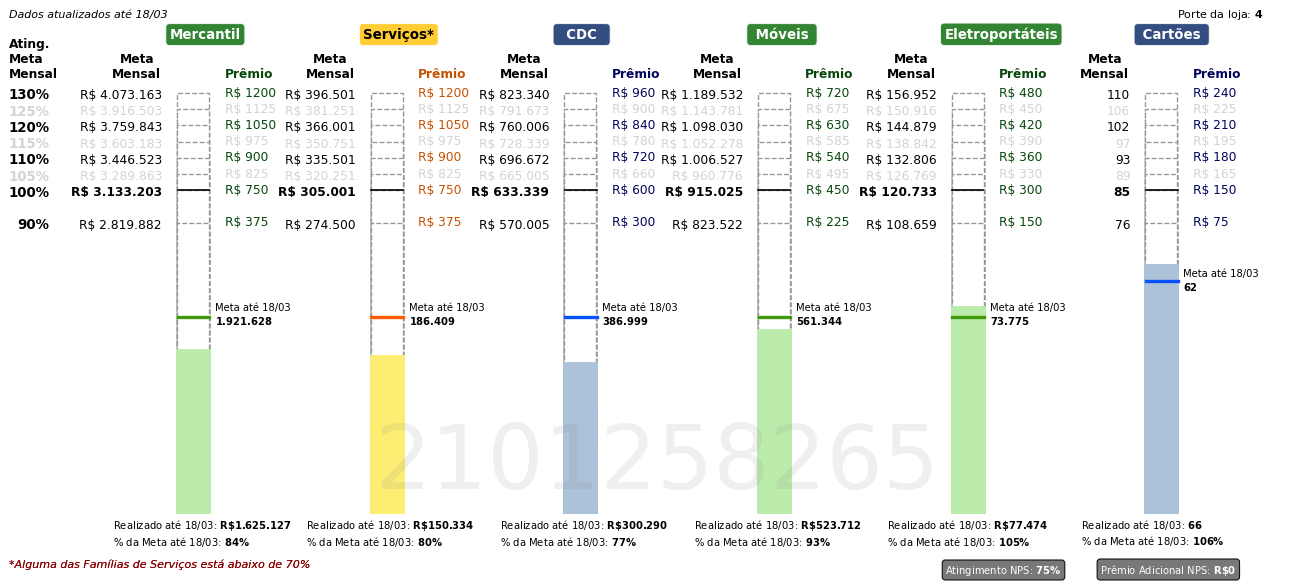 Dados atualizados até 18/03
Porte da loja: 4
Mercantil Serviços* CDC Móveis Eletroportáteis Cartões
Ating. Meta Mensal
Meta Mensal Prêmio Meta Mensal Prêmio Meta Mensal Prêmio Meta Mensal Prêmio Meta Mensal Prêmio Meta Mensal Prêmio
130% R$ 4.073.163 R$ 1200 R$ 396.501 R$ 1200 R$ 823.340 R$ 960 R$ 1.189.532 R$ 720 R$ 156.952 R$ 480 110 R$ 240
125% R$ 3.916.503 R$ 1125 R$ 381.251 R$ 1125 R$ 791.673 R$ 900 R$ 1.143.781 R$ 675 R$ 150.916 R$ 450 106 R$ 225
120% R$ 3.759.843 R$ 1050 R$ 366.001 R$ 1050 R$ 760.006 R$ 840 R$ 1.098.030 R$ 630 R$ 144.879 R$ 420 102 R$ 210
115% R$ 3.603.183 R$ 975 R$ 350.751 R$ 975 R$ 728.339 R$ 780 R$ 1.052.278 R$ 585 R$ 138.842 R$ 390 97 R$ 195
110% R$ 3.446.523 R$ 900 R$ 335.501 R$ 900 R$ 696.672 R$ 720 R$ 1.006.527 R$ 540 R$ 132.806 R$ 360 93 R$ 180
105% R$ 3.289.863 R$ 825 R$ 320.251 R$ 825 R$ 665.005 R$ 660 R$ 960.776 R$ 495 R$ 126.769 R$ 330 89 R$ 165
100% R$ 3.133.203 R$ 750 R$ 305.001 R$ 750 R$ 633.339 R$ 600 R$ 915.025 R$ 450 R$ 120.733 R$ 300 85 R$ 150
90% R$ 2.819.882 R$ 375 R$ 274.500 R$ 375 R$ 570.005 R$ 300 R$ 823.522 R$ 225 R$ 108.659 R$ 150 76 R$ 75
Meta até 18/03
62
Meta até 18/03 Meta até 18/03 Meta até 18/03 Meta até 18/03 Meta até 18/03
1.921.628 186.409 386.999 561.344 73.775
2101258265
Realizado até 18/03: R$1.625.127 Realizado até 18/03: R$150.334 Realizado até 18/03: R$300.290 Realizado até 18/03: R$523.712 Realizado até 18/03: R$77.474 Realizado até 18/03: 66
% da Meta até 18/03: 84% % da Meta até 18/03: 80% % da Meta até 18/03: 77% % da Meta até 18/03: 93% % da Meta até 18/03: 105% % da Meta até 18/03: 106%
*Alguma das Famílias de Serviços está abaixo de 70%
Atingimento NPS: 75% Prêmio Adicional NPS: R$0